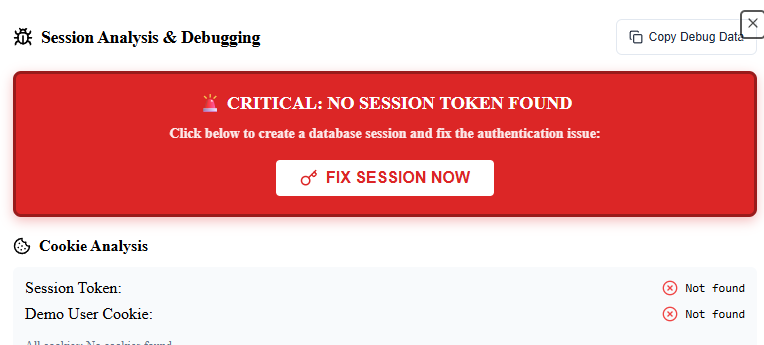 Session Analysis & Debugging
Copy Debug Data
CRITICAL: NO SESSION TOKEN FOUND
Click below to create a database session and fix the authentication issue:
FIX SESSION NOW
Cookie Analysis
Session Token: Not found
Demo User Cookie: Not found
All cookies: No cookies found